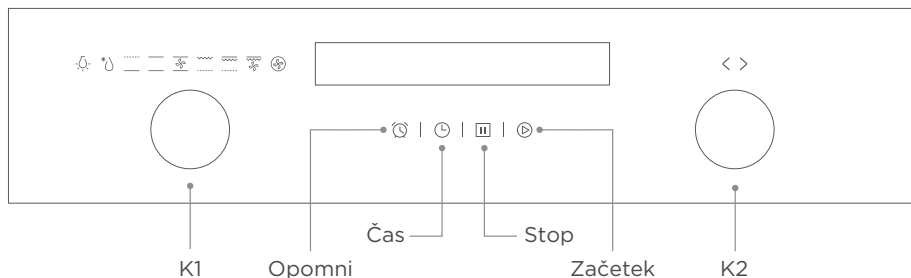 Čas
Stop
K1
Opomni
Začetek
K2